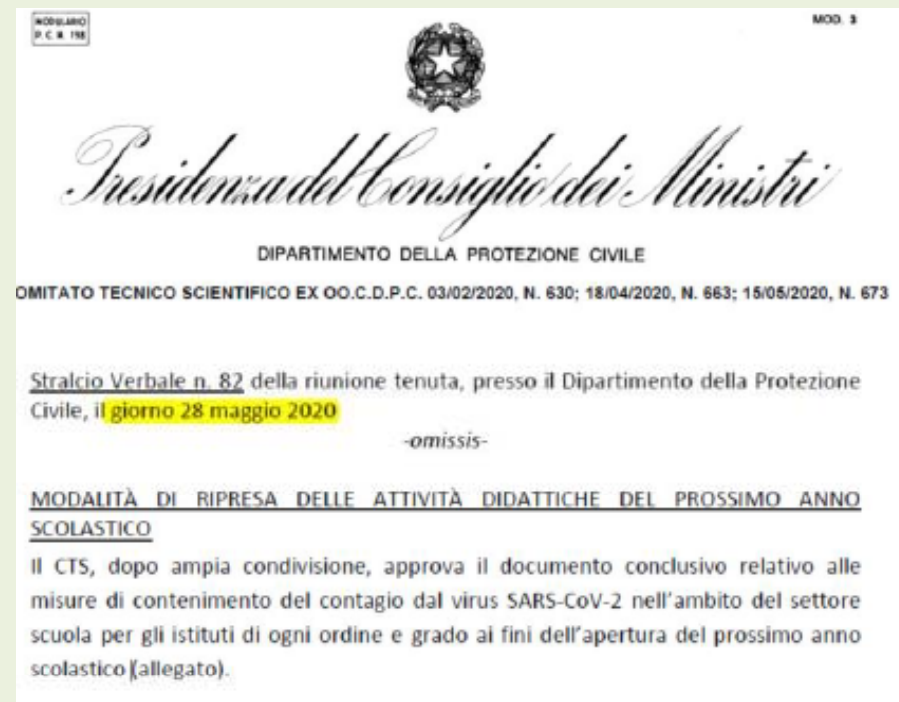 MODULARIO
P. C. M. 198
MOD. 3
Presidenza del Consiglio dei Ministri
DIPARTIMENTO DELLA PROTEZIONE CIVILE
OMITATO TECNICO SCIENTIFICO EX OO.C.D.P.C. 03/02/2020, N. 630; 18/04/2020, N. 663; 15/05/2020, N. 673
Stralcio Verbale n. 82 della riunione tenuta, presso il Dipartimento della Protezione
Civile, il giorno 28 maggio 2020
-omissis-
MODALITÀ DI RIPRESA DELLE ATTIVITÀ DIDATTICHE DEL PROSSIMO ANNO
SCOLASTICO
Il CTS, dopo ampia condivisione, approva il documento conclusivo relativo alle
misure di contenimento del contagio dal virus SARS-CoV-2 nell'ambito del settore
scuola per gli istituti di ogni ordine e grado ai fini dell'apertura del prossimo anno
scolastico (allegato).